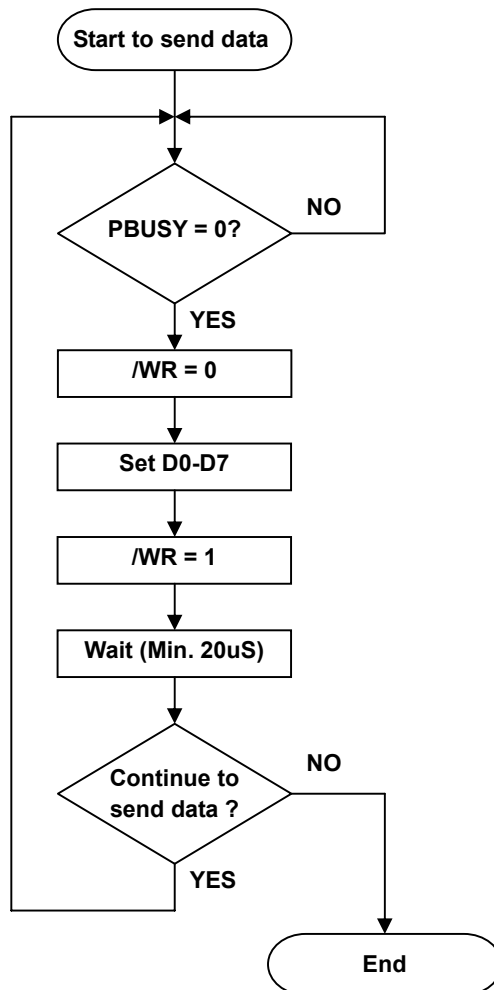 Start to send data
PBUSY = 0?
NO
YES
/WR = 0
Set D0-D7
/WR = 1
Wait (Min. 20uS)
Continue to
send data ?
NO
YES
End